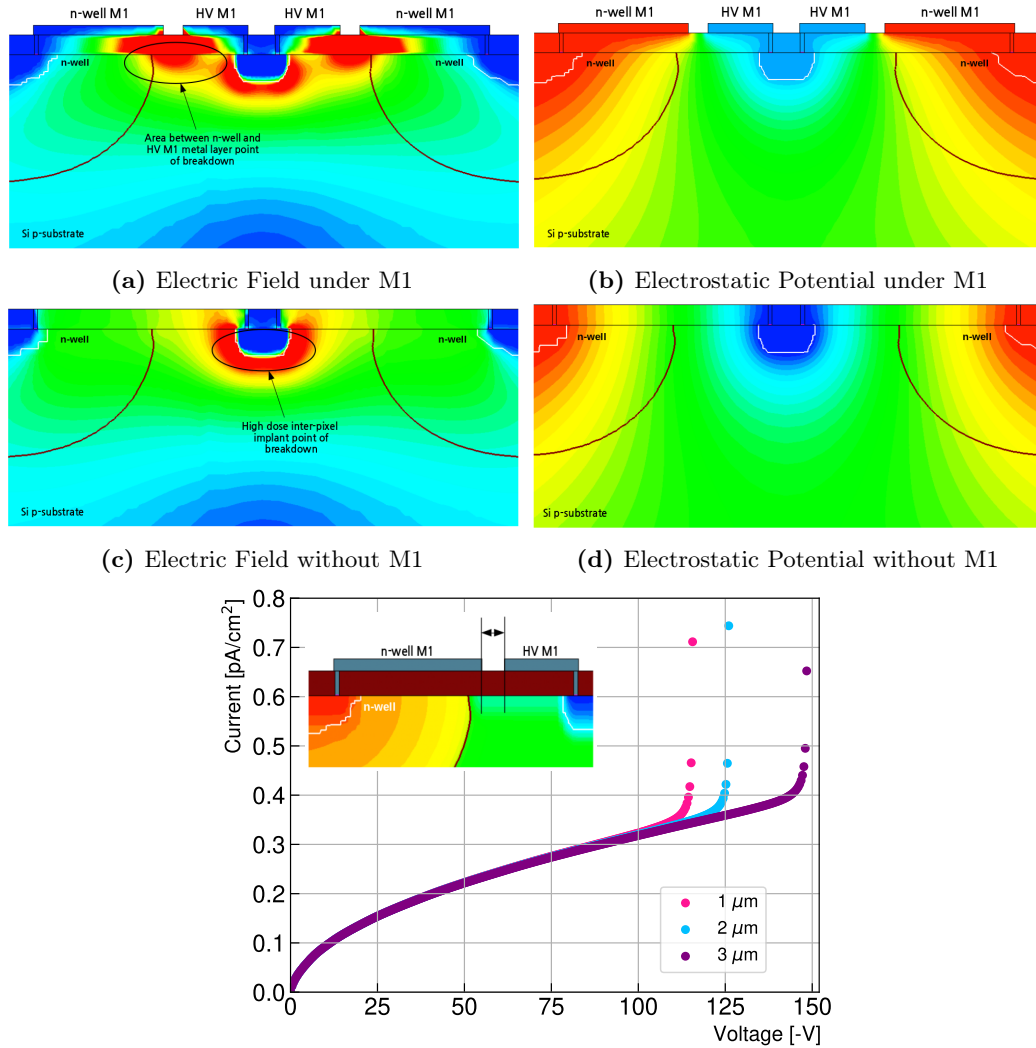 n-well M1 HV M1 HV M1 n-well M1
n-well n-well
Area between n-well and
HV M1 metal layer point
of breakdown
Si p-substrate
(a) Electric Field under M1
n-well M1 HV M1 HV M1 n-well M1
n-well n-well
Si p-substrate
(b) Electrostatic Potential under M1
n-well n-well
High dose inter-pixel
implant point of
breakdown
Si p-substrate
(c) Electric Field without M1
n-well n-well
Si p-substrate
(d) Electrostatic Potential without M1
Current [pA/cm²]
0.8
0.7
0.6
0.5
0.4
0.3
0.2
0.1
0.0
n-well M1 HV M1
n-well
1 μm
2 μm
3 μm
0 25 50 75 100 125 150
Voltage [-V]